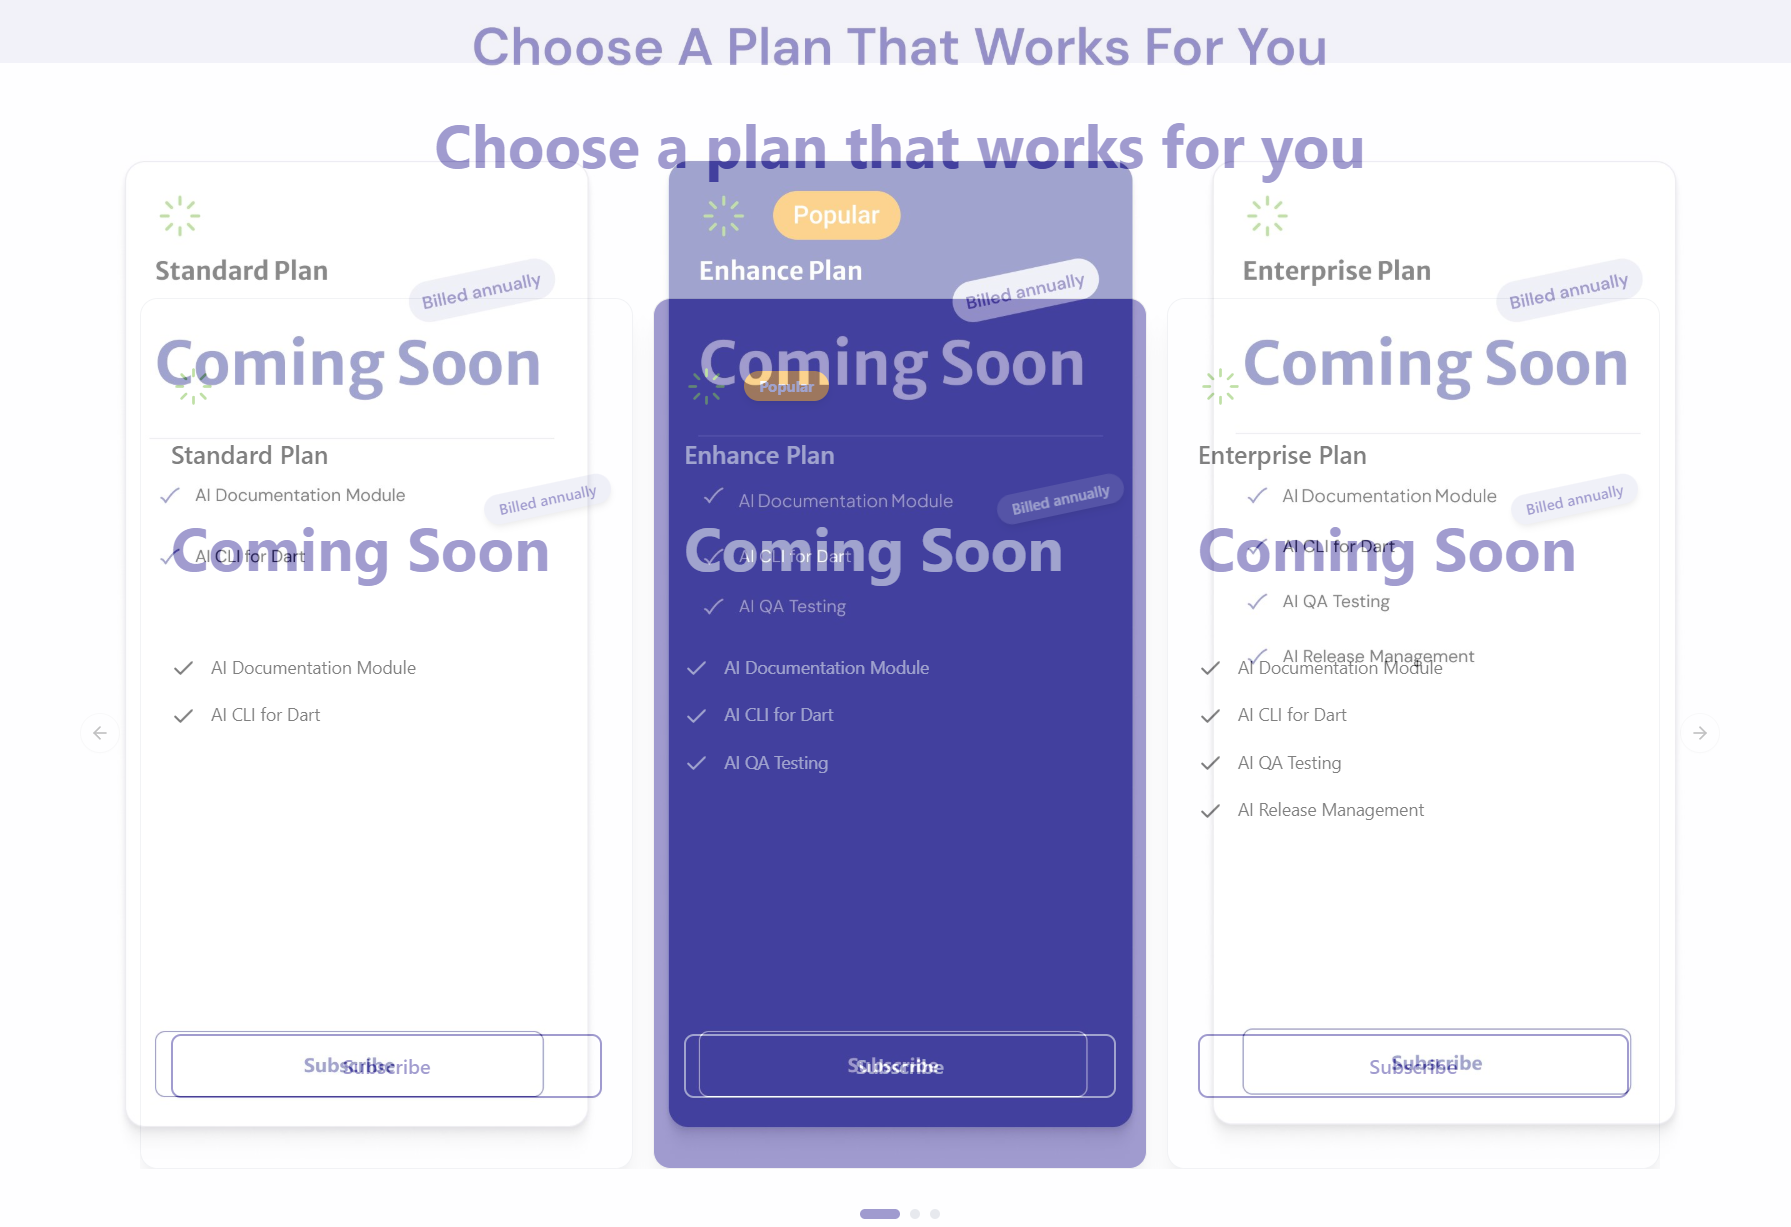 Choose A Plan That Works For You
Choose a plan that works for you
Popular
Standard Plan
Enhance Plan
Enterprise Plan
Billed annually
Billed annually
Billed annually
Coming Soon
Coming Soon
Coming Soon
Popular
Standard Plan
Enhance Plan
Enterprise Plan
AI Documentation Module
Billed annually
AI Documentation Module
Billed annually
AI Documentation Module
Billed annually
AI CLI for Dart
AI CLI for Dart
AI CLI for Dart
Coming Soon
Coming Soon
Coming Soon
AI QA Testing
AI QA Testing
AI Release Management
AI Documentation Module
AI Documentation Module
AI Documentation Module
AI CLI for Dart
AI CLI for Dart
AI CLI for Dart
AI QA Testing
AI QA Testing
AI Release Management
Subscribe
Subscribe
Subscribe
Subscribe
Subscribe
Subscribe